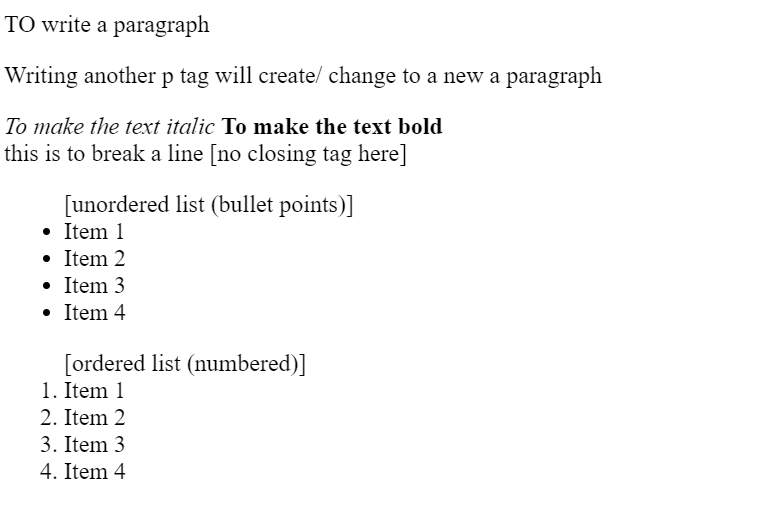 TO write a paragraph
Writing another p tag will create/ change to a new a paragraph
To make the text italic To make the text bold
this is to break a line [no closing tag here]
[unordered list (bullet points)]
• Item 1
• Item 2
• Item 3
• Item 4
[ordered list (numbered)]
1. Item 1
2. Item 2
3. Item 3
4. Item 4